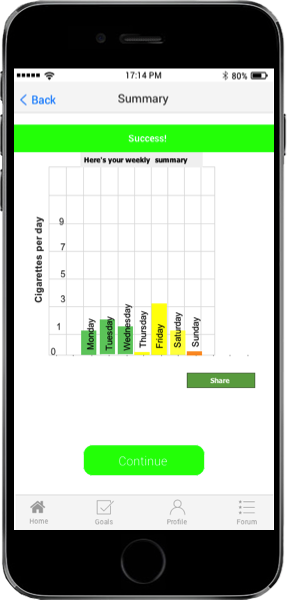 17:14 PM 80%
Back Summary
Success!
Here's your weekly summary
Cigarettes per day
9
7
5
3
1
0
Monday Tuesday Wednesday Thursday Friday Saturday Sunday
Share
Continue
Home Goals Profile Forum